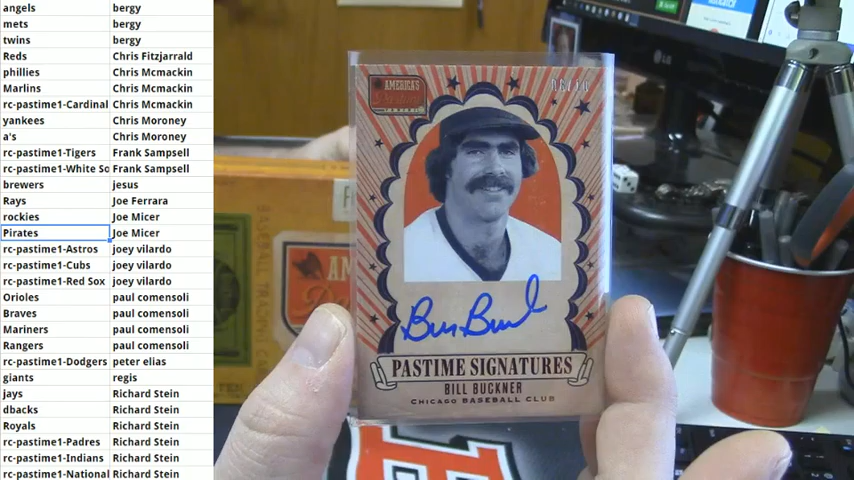 angels bergy
mets bergy
twins bergy
Reds Chris Fitzjarrald
phillies Chris Mcmackin
Marlins Chris Mcmackin
rc-pastime1-Cardinal Chris Mcmackin
yankees Chris Moroney
a's Chris Moroney
rc-pastime1-Tigers Frank Sampsell
rc-pastime1-White So Frank Sampsell
brewers jesus
Rays Joe Ferrara
rockies Joe Micer
Pirates Joe Micer
rc-pastime1-Astros joey vilardo
rc-pastime1-Cubs joey vilardo
rc-pastime1-Red Sox joey vilardo
Orioles paul comensoli
Braves paul comensoli
Mariners paul comensoli
Rangers paul comensoli
rc-pastime1-Dodgers peter elias
giants regis
jays Richard Stein
dbacks Richard Stein
Royals Richard Stein
rc-pastime1-Padres Richard Stein
rc-pastime1-Indians Richard Stein
rc-pastime1-National Richard Stein
AMERICA'S
PASTIME SIGNATURES
BILL BUCKNER
CHICAGO BASEBALL CLUB
LG